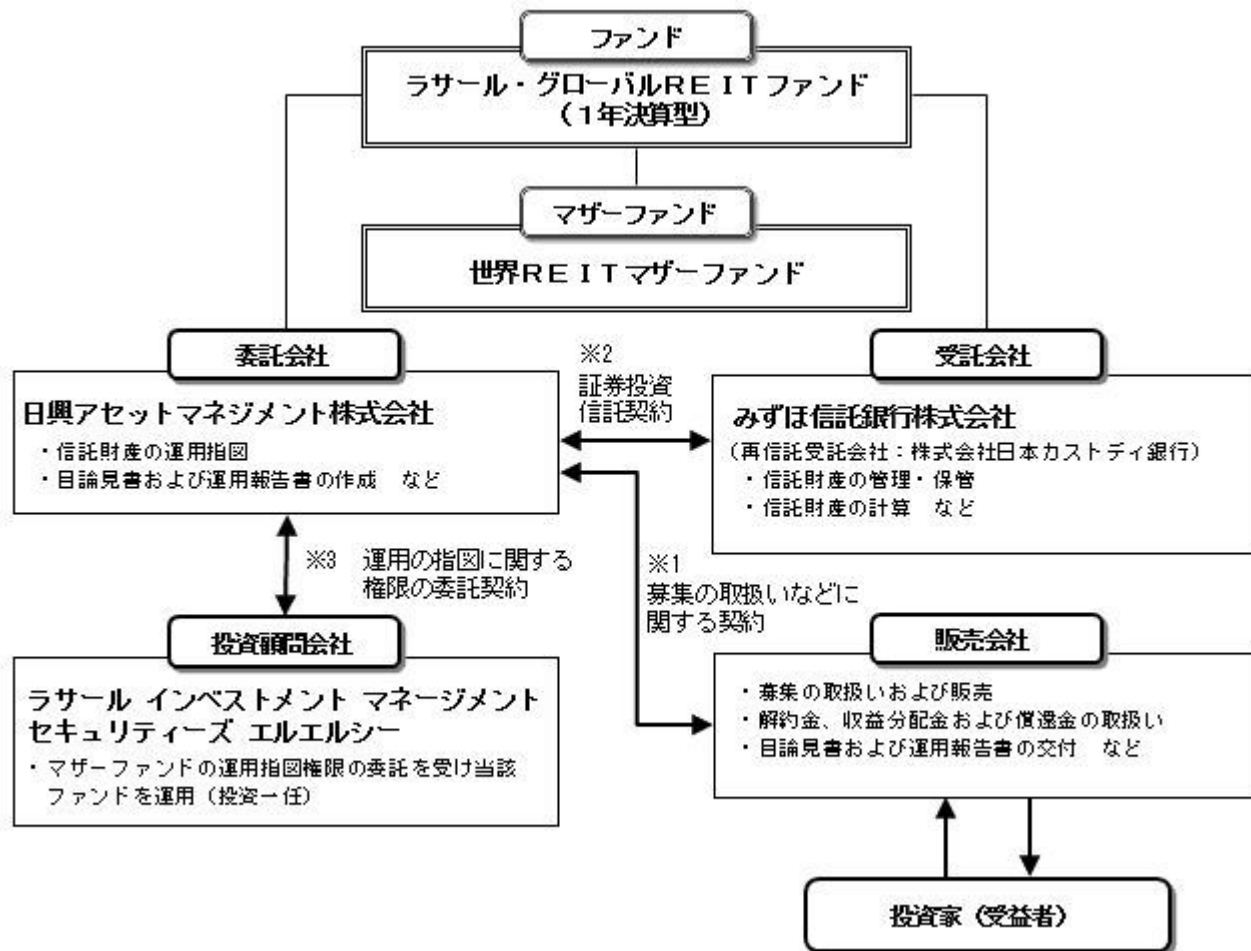 ファンド
ラサール・グローバルREITファンド
(1年決算型)
マザーファンド
世界REITマザーファンド
委託会社
日興アセットマネジメント株式会社
・信託財産の運用指図
・目論見書および運用報告書の作成 など
※2
証券投資
信託契約
受託会社
みずほ信託銀行株式会社
(再信託受託会社:株式会社日本カストディ銀行)
・信託財産の管理・保管
・信託財産の計算 など
※3 運用の指図に関する
権限の委託契約
※1
募集の取扱いなどに
関する契約
投資顧問会社
ラサール インベストメント マネージメント
セキュリティーズ エルエルシー
・マザーファンドの運用指図権限の委託を受け当該
ファンドを運用(投資一任)
販売会社
・募集の取扱いおよび販売
・解約金、収益分配金および償還金の取扱い
・目論見書および運用報告書の交付 など
投資家(受益者)